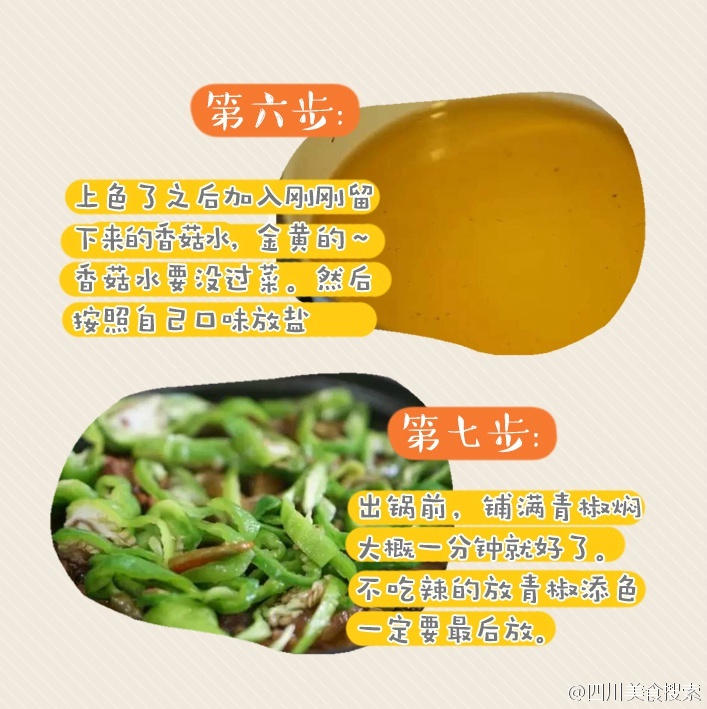 第六步:
上色了之后加入刚刚留
下来的香菇水,金黄的~
香菇水要没过菜。然后
按照自己口味放盐
第七步:
出锅前,铺满青椒焖
大概一分钟就好了。
不吃辣的放青椒添色
一定要最后放。
@四川美食搜索